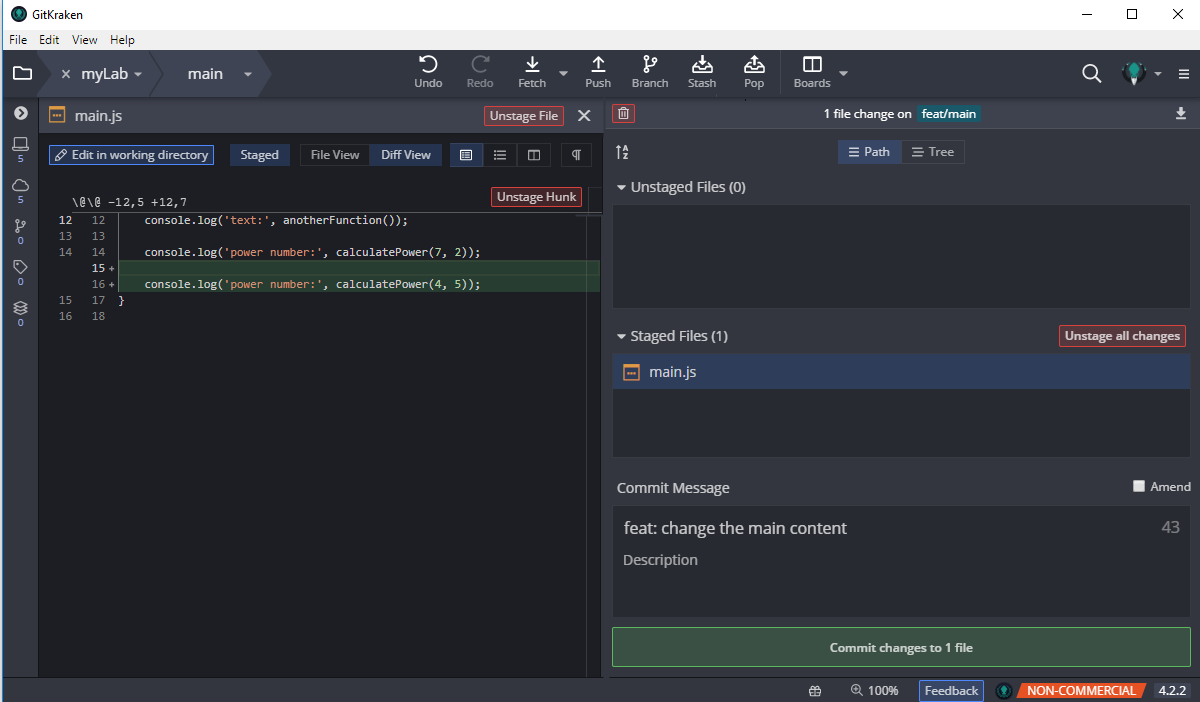 GitKraken
File Edit View Help
myLab main Undo Redo Fetch Push Branch Stash Pop Boards
main.js Unstage File
Edit in working directory Staged File View Diff View
\@\@ -12,5 +12,7 Unstage Hunk
12 12 console.log('text:', anotherFunction());
13 13
14 14 console.log('power number:', calculatePower(7, 2));
15 +
16 + console.log('power number:', calculatePower(4, 5));
15 17 }
16 18
5
5
0
0
0
1 file change on feat/main
Path Tree
Unstaged Files (0)
Staged Files (1) Unstage all changes
main.js
Commit Message Amend
feat: change the main content 43
Description
Commit changes to 1 file
100% Feedback NON-COMMERCIAL 4.2.2